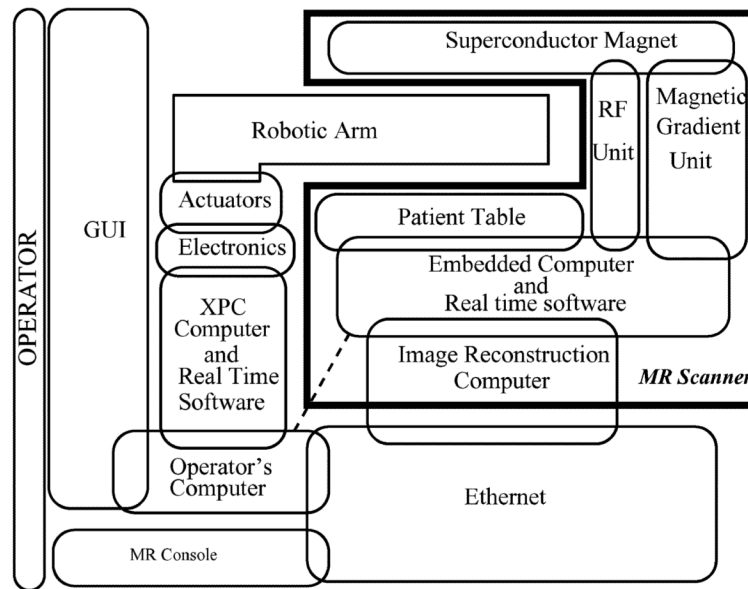 OPERATOR
GUI
Superconductor Magnet
Robotic Arm
RF
Unit
Magnetic
Gradient
Unit
Actuators
Electronics
Patient Table
XPC
Computer
and
Real Time
Software
Embedded Computer
and
Real time software
Image Reconstruction
Computer
MR Scanner
Operator's
Computer
Ethernet
MR Console